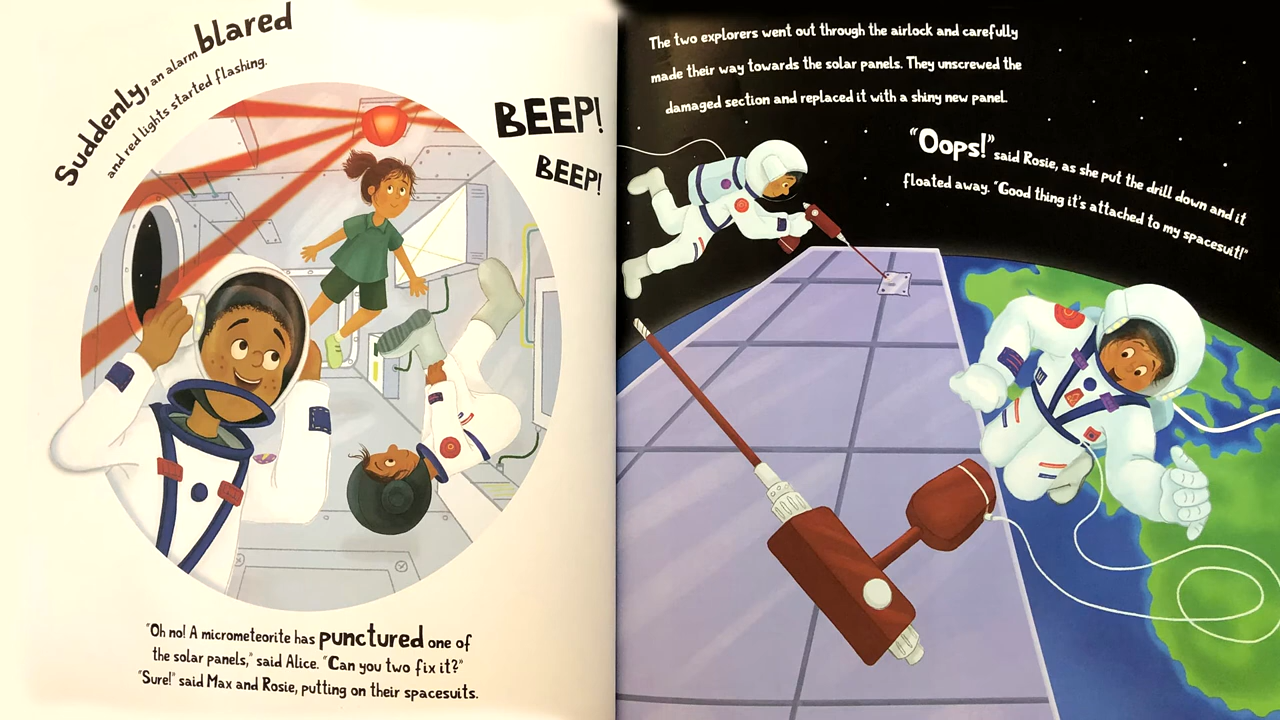 Suddenly, an alarm blared
and red lights started flashing.
BEEP!
BEEP!
"Oh no! A micrometeorite has punctured one of
the solar panels," said Alice. "Can you two fix it?"
"Sure!" said Max and Rosie, putting on their spacesuits.
The two explorers went out through the airlock and carefully
made their way towards the solar panels. They unscrewed the
damaged section and replaced it with a shiny new panel.
"Oops!" said Rosie, as she put the drill down and it
floated away. "Good thing it's attached to my spacesuit!"